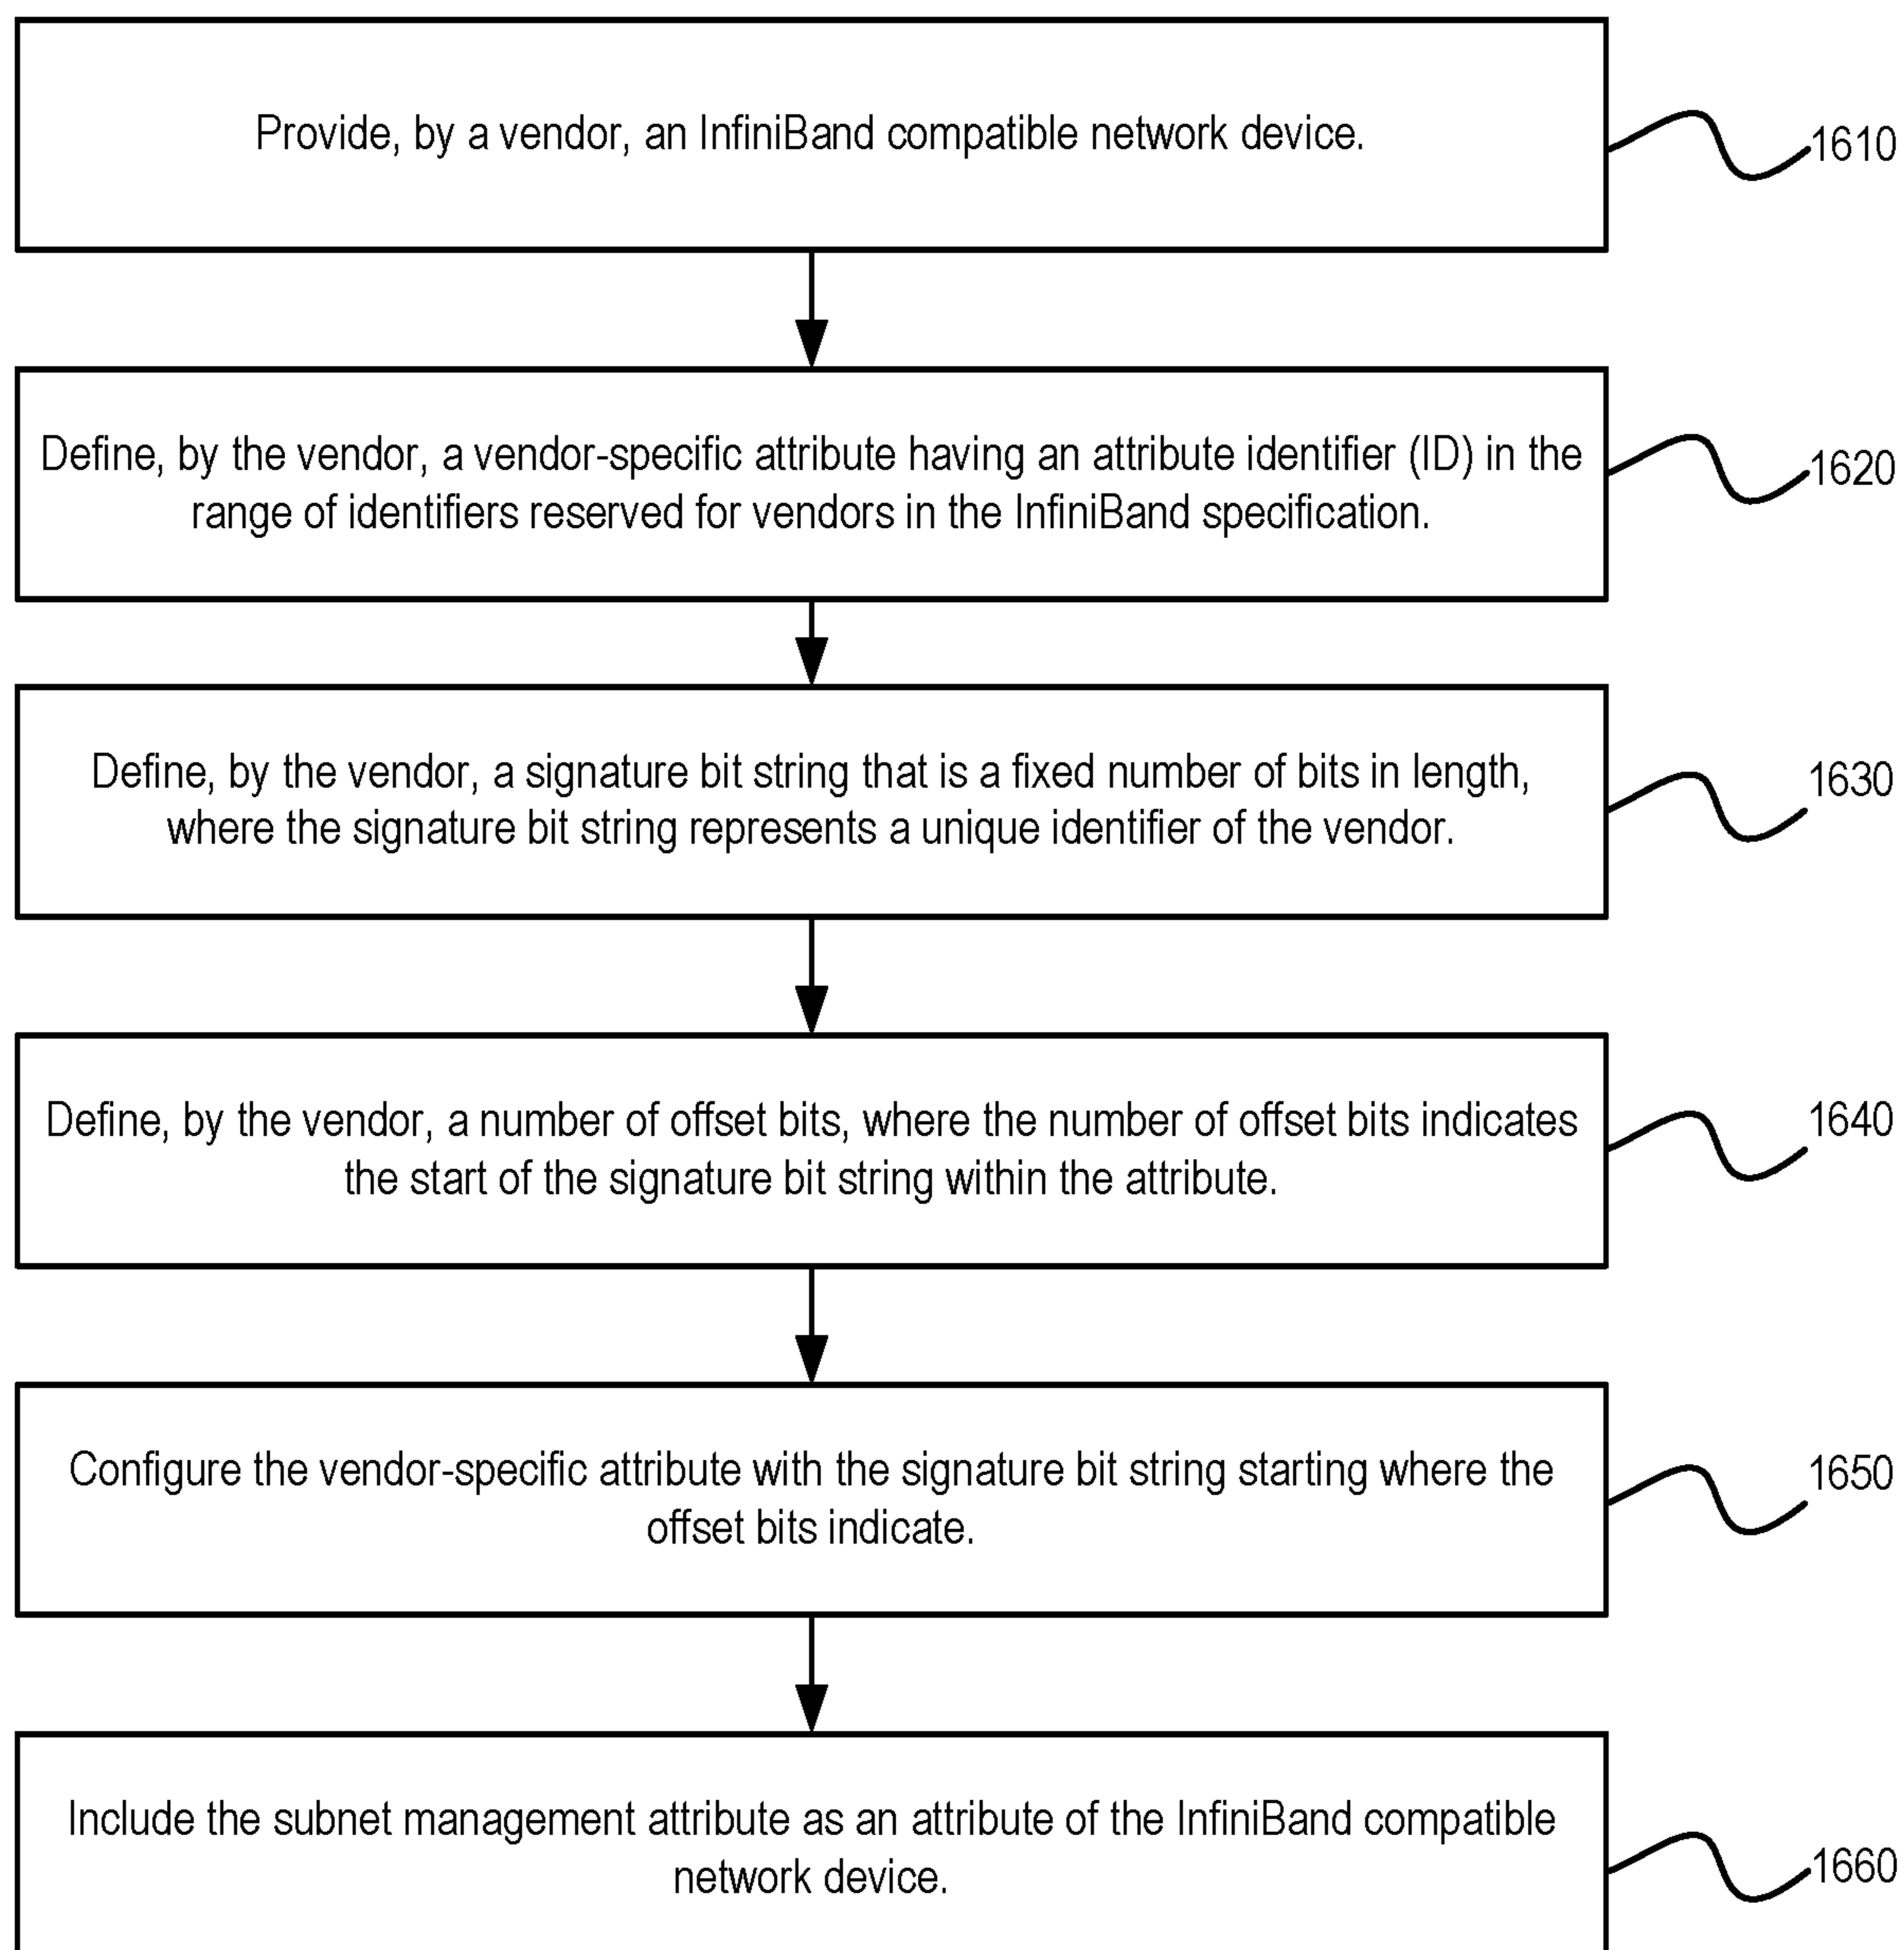 Provide, by a vendor, an InfiniBand compatible network device.
1610
Define, by the vendor, a vendor-specific attribute having an attribute identifier (ID) in the
range of identifiers reserved for vendors in the InfiniBand specification.
1620
Define, by the vendor, a signature bit string that is a fixed number of bits in length,
where the signature bit string represents a unique identifier of the vendor.
1630
Define, by the vendor, a number of offset bits, where the number of offset bits indicates
the start of the signature bit string within the attribute.
1640
Configure the vendor-specific attribute with the signature bit string starting where the
offset bits indicate.
1650
Include the subnet management attribute as an attribute of the InfiniBand compatible
network device.
1660